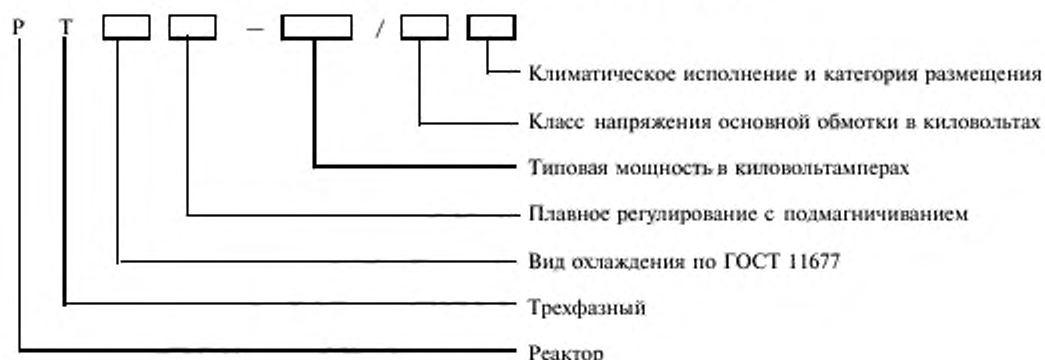 Р Т – /
Климатическое исполнение и категория размещения
Класс напряжения основной обмотки в киловольтах
Типовая мощность в киловольтамперах
Плавное регулирование с подмагничиванием
Вид охлаждения по ГОСТ 11677
Трехфазный
Реактор